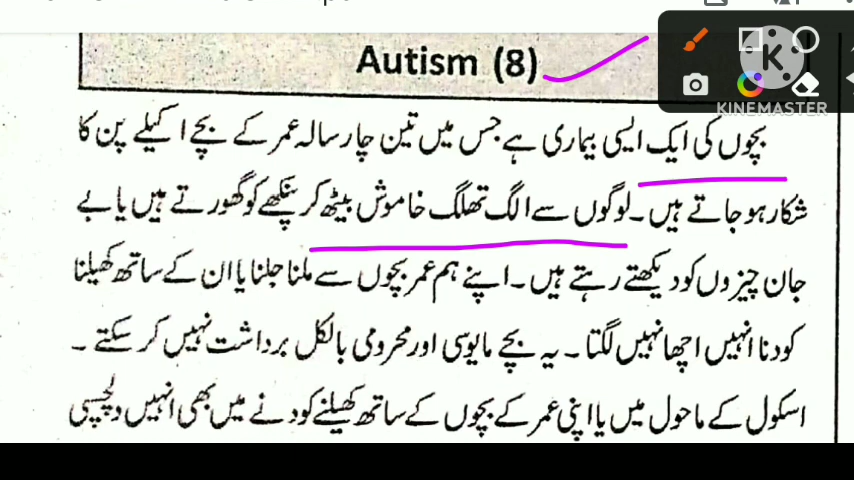 Autism (8)
KINEMASTER
بچوں کی ایک ایسی بیماری ہے جس میں تین چار سالہ عمر کے بچے اکیلے پن کا
شکار ہو جاتے ہیں۔ لوگوں سے الگ تھلگ خاموش بیٹھ کر پنکھے کو گھورتے ہیں یا بے
جان چیزوں کو دیکھتے رہتے ہیں۔ اپنے ہم عمر بچوں سے ملنا جلنا یا ان کے ساتھ کھیلنا
کودنا انہیں اچھا نہیں لگتا۔ یہ بچے مایوسی اور محرومی بالکل برداشت نہیں کر سکتے ۔
اسکول کے ماحول میں یا اپنی عمر کے بچوں کے ساتھ کھیلنے کودنے میں بھی انہیں دلچسپی